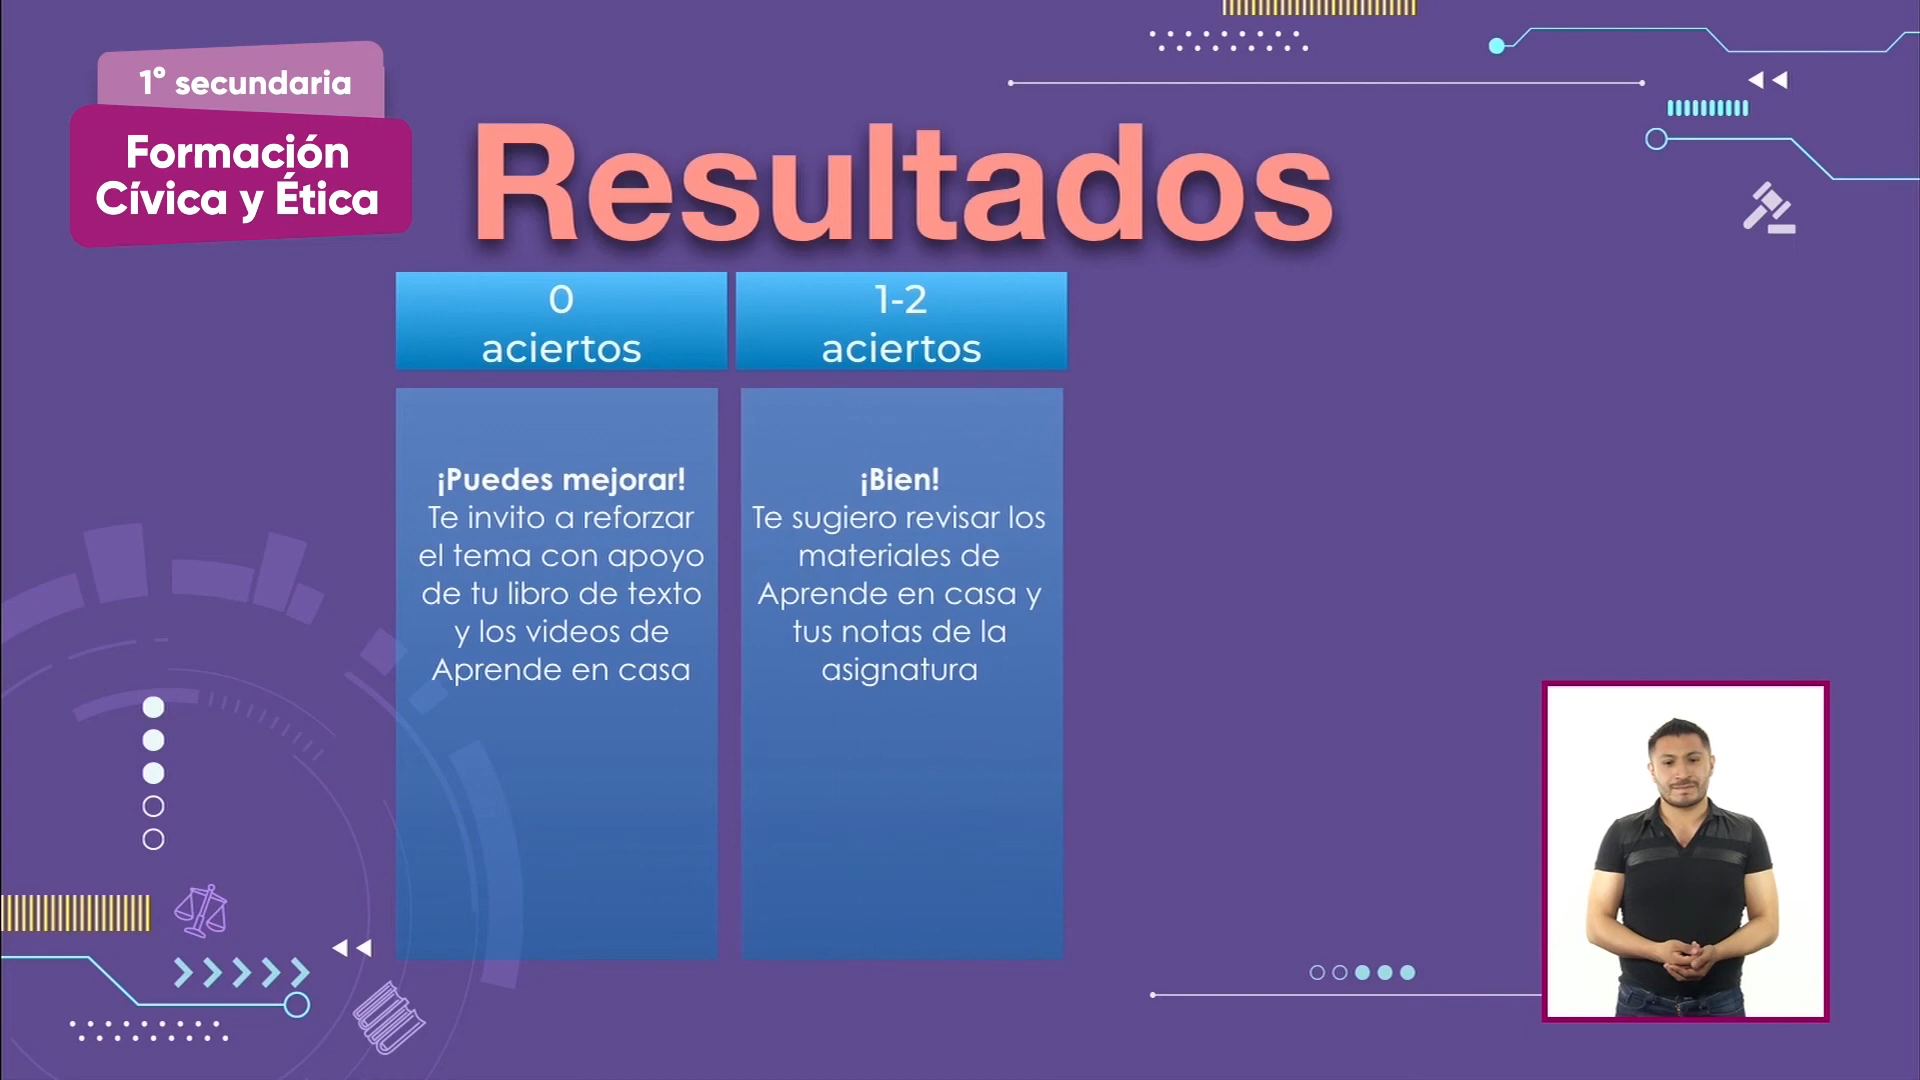 1° secundaria
Formación
Cívica y Ética
Resultados
0
aciertos
1-2
aciertos
¡Puedes mejorar!
Te invito a reforzar
el tema con apoyo
de tu libro de texto
y los videos de
Aprende en casa
¡Bien!
Te sugiero revisar los
materiales de
Aprende en casa y
tus notas de la
asignatura